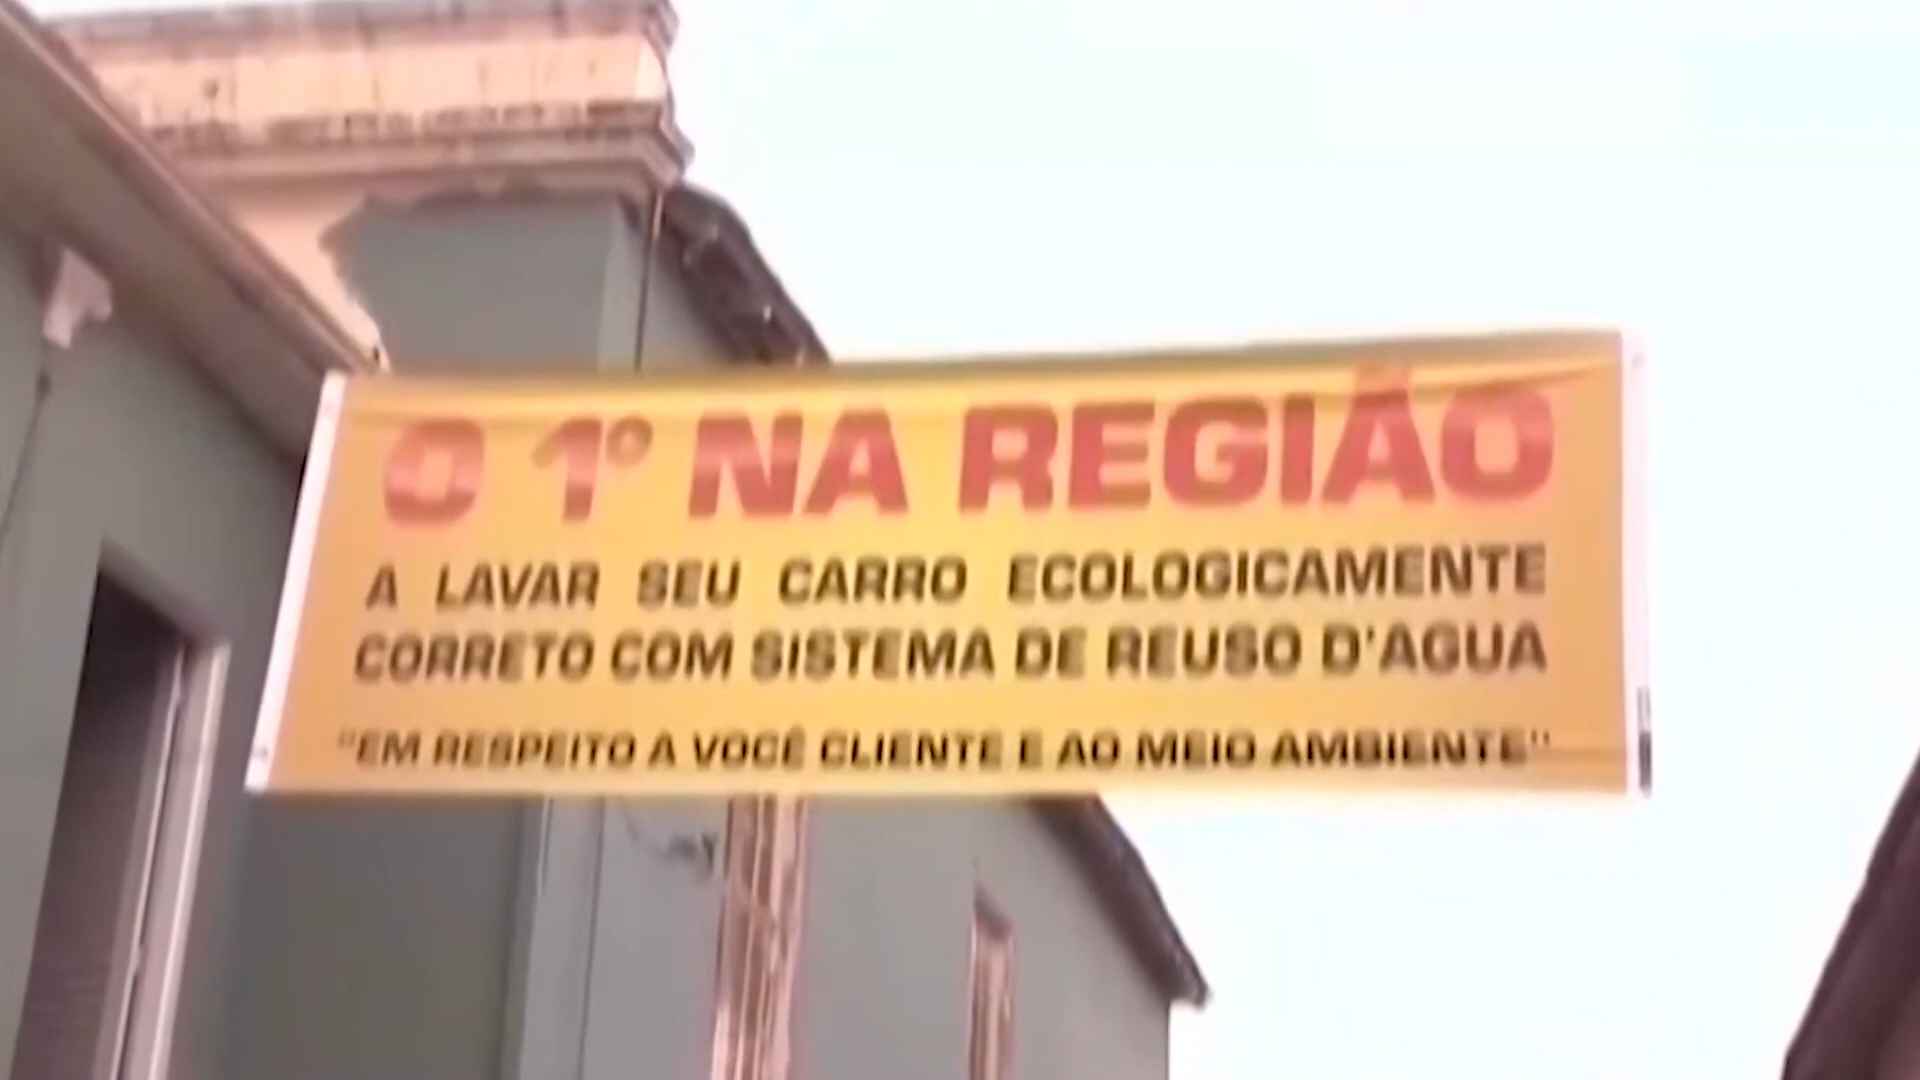 O 1º NA REGIÃO
A LAVAR SEU CARRO ECOLOGICAMENTE
CORRETO COM SISTEMA DE REUSO D'AGUA
"EM RESPEITO A VOCÊ CLIENTE E AO MEIO AMBIENTE"